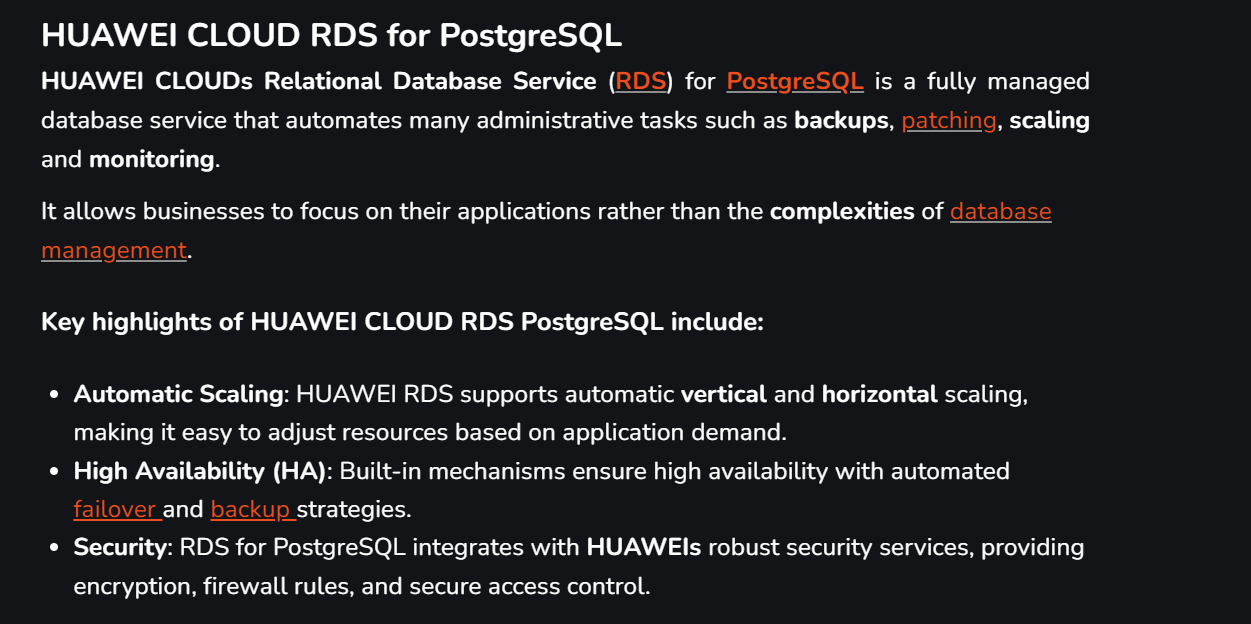 HUAWEI CLOUD RDS for PostgreSQL
HUAWEI CLOUDs Relational Database Service (RDS) for PostgreSQL is a fully managed
database service that automates many administrative tasks such as backups, patching, scaling
and monitoring.
It allows businesses to focus on their applications rather than the complexities of database
management.
Key highlights of HUAWEI CLOUD RDS PostgreSQL include:
• Automatic Scaling: HUAWEI RDS supports automatic vertical and horizontal scaling,
making it easy to adjust resources based on application demand.
• High Availability (HA): Built-in mechanisms ensure high availability with automated
failover and backup strategies.
• Security: RDS for PostgreSQL integrates with HUAWEIs robust security services, providing
encryption, firewall rules, and secure access control.